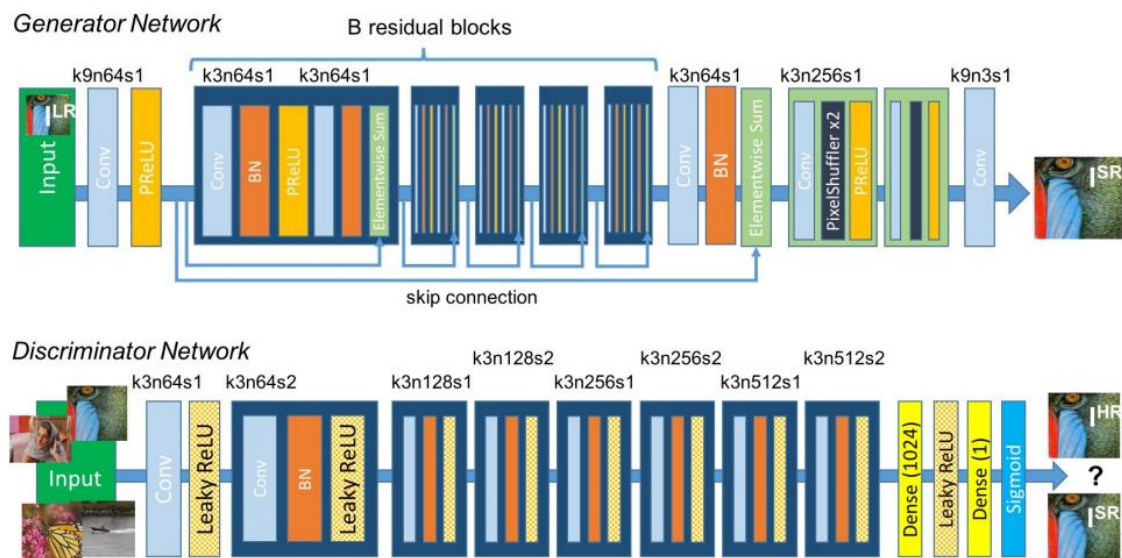 Generator Network
B residual blocks
k9n64s1
k3n64s1 k3n64s1
k3n64s1
k3n256s1
k9n3s1
I LR
Input
Conv
PReLU
Conv
BN
PReLU
Elementwise Sum
Conv
BN
Elementwise Sum
Conv
PixelShuffler x2
PReLU
Conv
I SR
skip connection
Discriminator Network
k3n64s1
k3n64s2
k3n128s1
k3n128s2
k3n256s1
k3n256s2
k3n512s1
k3n512s2
Input
Conv
Leaky ReLU
Conv
BN
Leaky ReLU
Dense (1024)
Leaky ReLU
Dense (1)
Sigmoid
I HR
?
I SR